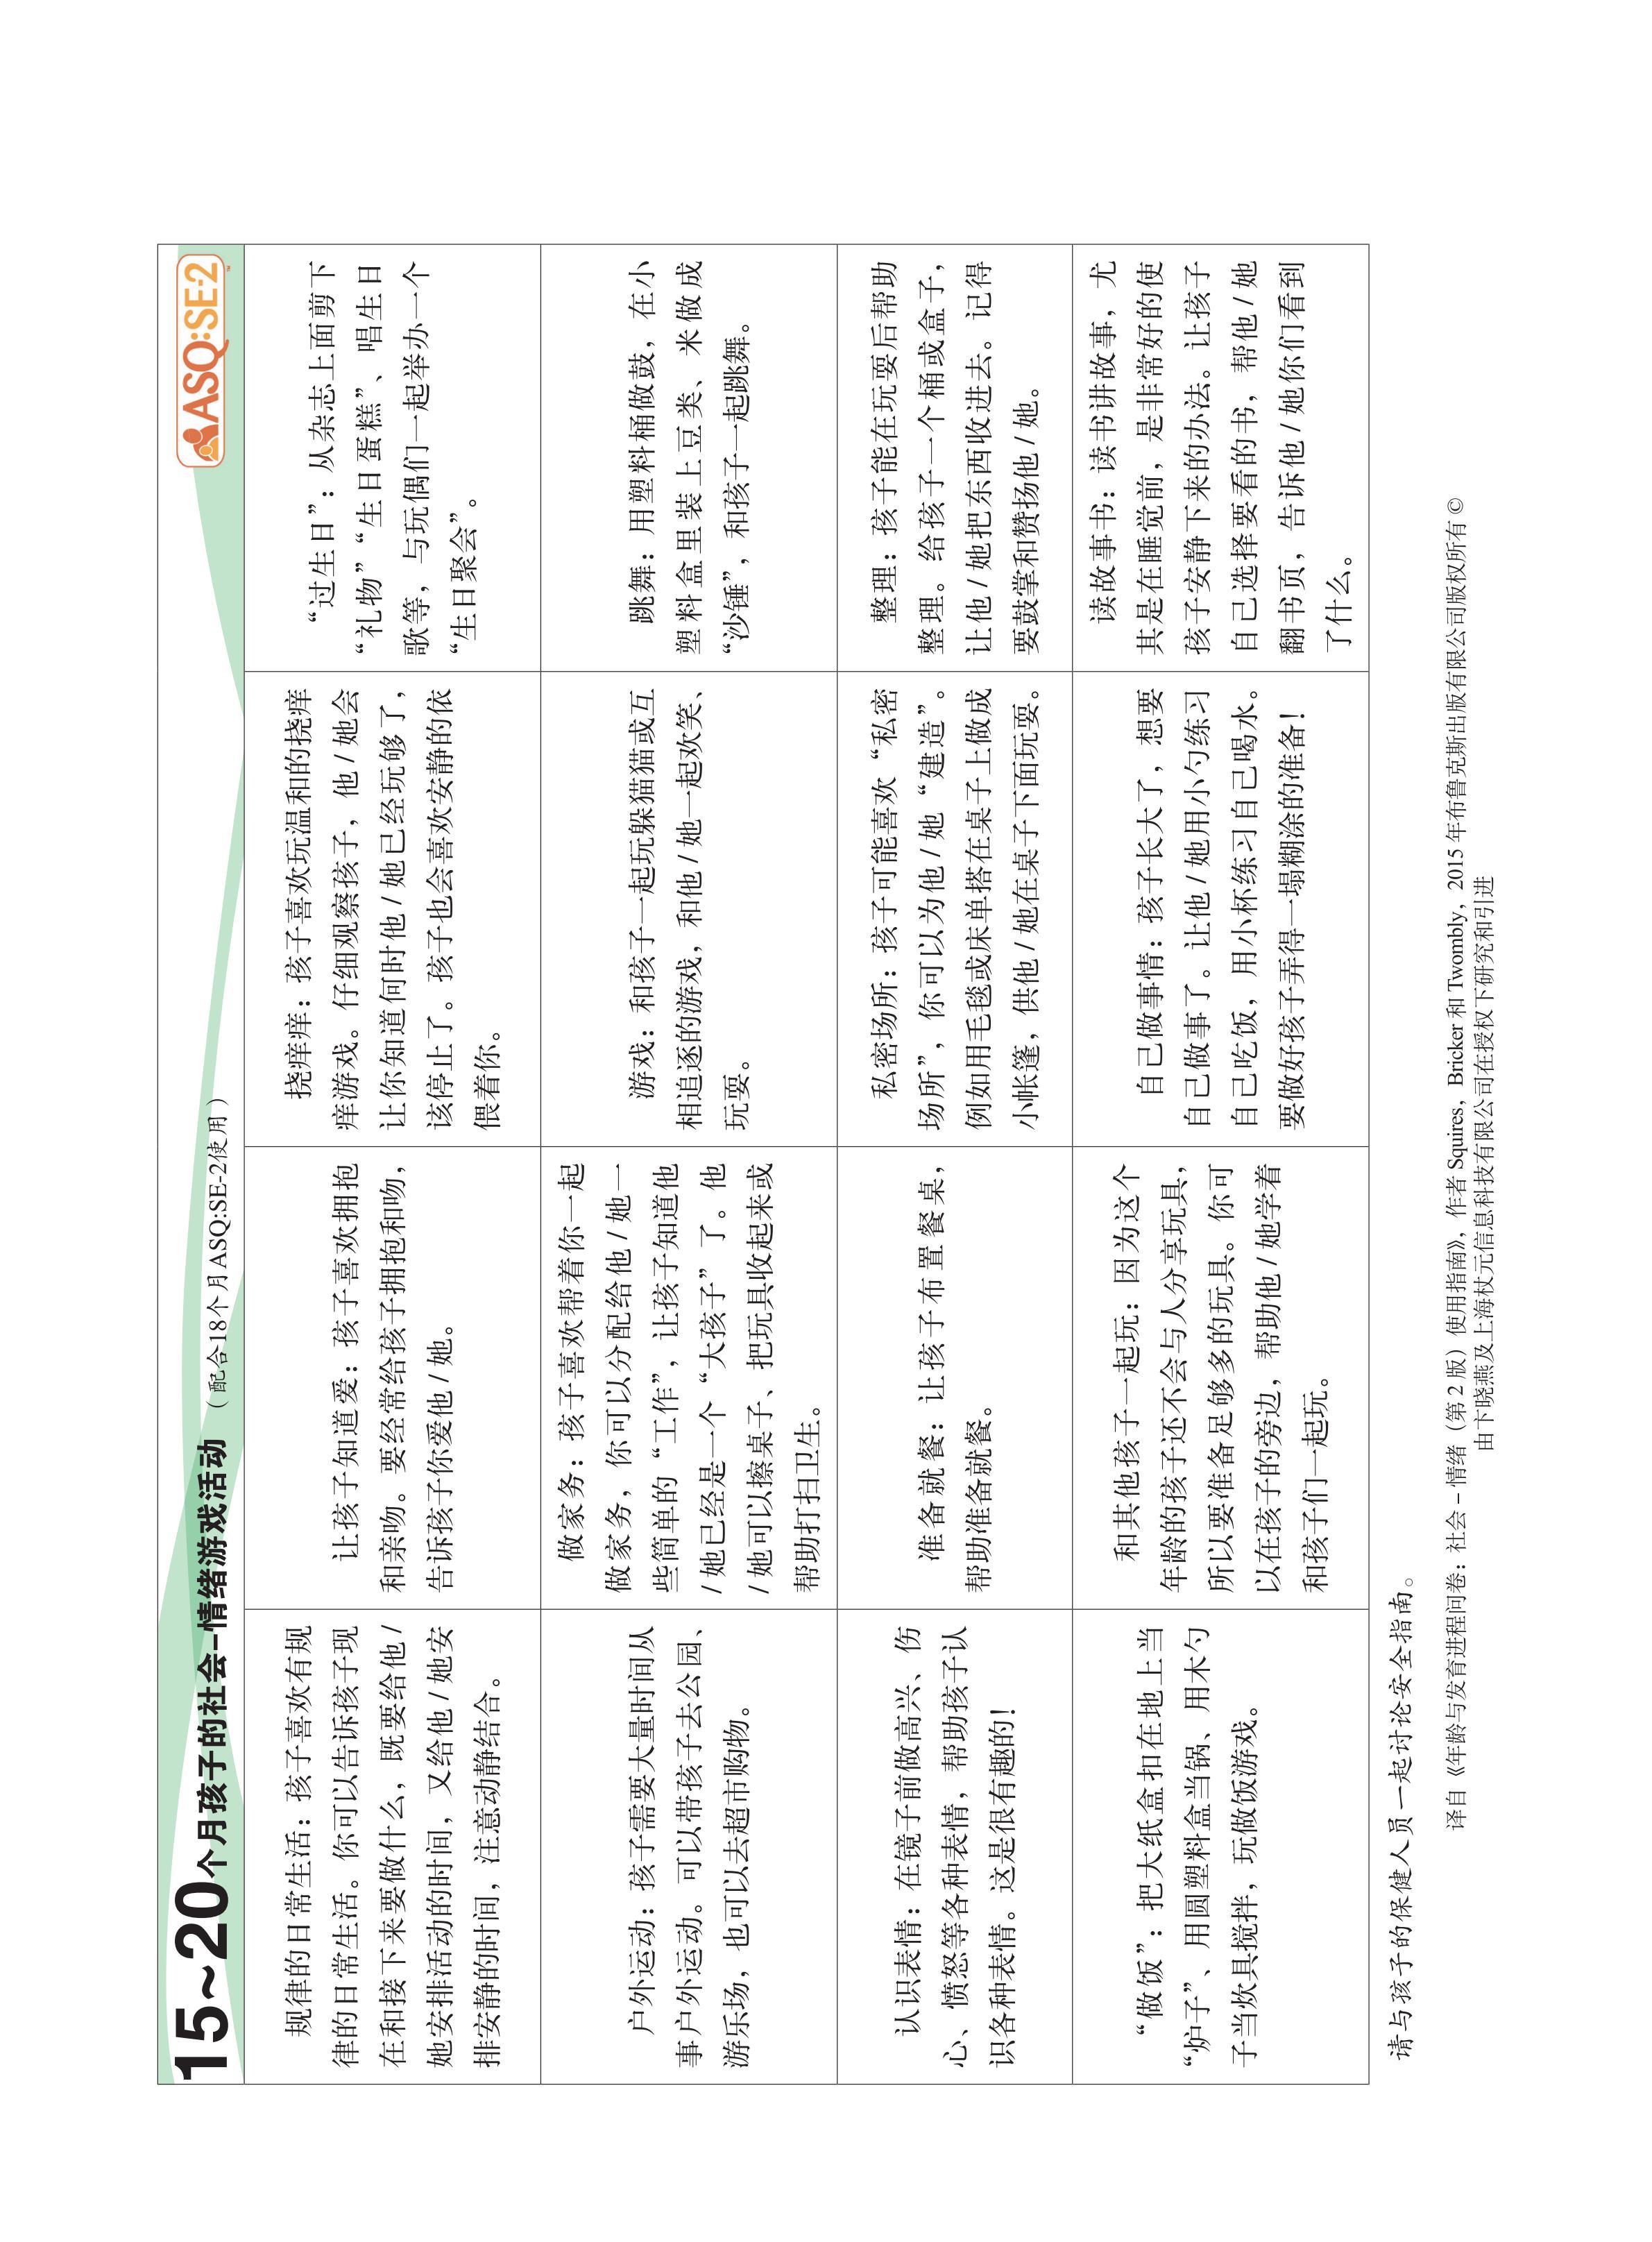 15~20个月孩子的社会–情绪游戏活动 （配合18个月ASQ:SE-2使用）
ASQ:SE-2™
规律的日常生活：孩子喜欢有规
律的日常生活。你可以告诉孩子现
在和接下来要做什么，既要给他 /
她安排活动的时间，又给他 / 她安
排安静的时间，注意动静结合。
让孩子知道爱：孩子喜欢拥抱
和亲吻。要经常给孩子拥抱和吻，
告诉孩子你爱他 / 她。
挠痒痒：孩子喜欢玩温和的挠痒
痒游戏。仔细观察孩子，他 / 她会
让你知道何时他 / 她已经玩够了，
该停止了。孩子也会喜欢安静的依
偎着你。
“过生日”：从杂志上面剪下
“礼物”“生日蛋糕”、唱生日
歌等，与玩偶们一起举办一个
“生日聚会”。
户外运动：孩子需要大量时间从
事户外运动。可以带孩子去公园、
游乐场，也可以去超市购物。
做家务：孩子喜欢帮着你一起
做家务，你可以分配给他 / 她一
些简单的“工作”，让孩子知道他
/ 她已经是一个“大孩子”了。他
/ 她可以擦桌子、把玩具收起来或
帮助打扫卫生。
游戏：和孩子一起玩躲猫猫或互
相追逐的游戏，和他 / 她一起欢笑、
玩耍。
跳舞：用塑料桶做鼓，在小
塑料盒里装上豆类、米做成
“沙锤”，和孩子一起跳舞。
认识表情：在镜子前做高兴、伤
心、愤怒等各种表情，帮助孩子认
识各种表情。这是很有趣的！
准备就餐：让孩子布置餐桌，
帮助准备就餐。
私密场所：孩子可能喜欢“私密
场所”，你可以为他 / 她“建造”。
例如用毛毯或床单搭在桌子上做成
小帐篷，供他 / 她在桌子下面玩耍。
整理：孩子能在玩耍后帮助
整理。给孩子一个桶或盒子，
让他 / 她把东西收进去。记得
要鼓掌和赞扬他 / 她。
“做饭”：把大纸盒扣在地上当
“炉子”、用圆塑料盒当锅、用木勺
子当炊具搅拌，玩做饭游戏。
和其他孩子一起玩：因为这个
年龄的孩子还不会与人分享玩具，
所以要准备足够多的玩具。你可
以在孩子的旁边，帮助他 / 她学着
和孩子们一起玩。
自己做事情：孩子长大了，想要
自己做事了。让他 / 她用小勺练习
自己吃饭，用小杯练习自己喝水。
要做好孩子弄得一塌糊涂的准备！
读故事书：读书讲故事，尤
其是在睡觉前，是非常好的使
孩子安静下来的办法。让孩子
自己选择要看的书，帮他 / 她
翻书页，告诉他 / 她你们看到
了什么。
请与孩子的保健人员一起讨论安全指南。
译自《年龄与发育进程问卷：社会 – 情绪（第 2 版）使用指南》，作者 Squires，Bricker 和 Twombly，2015 年布鲁克斯出版有限公司版权所有 ©
由卞晓燕及上海杖元信息科技有限公司在授权下研究和引进